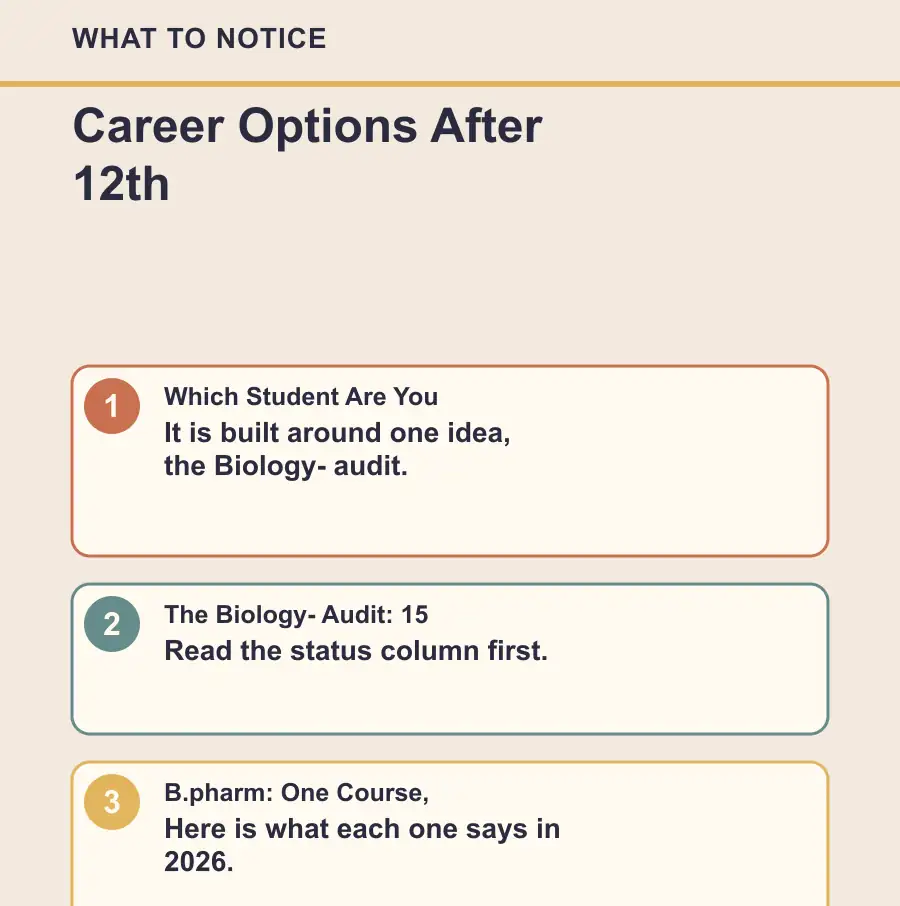 WHAT TO NOTICE
Career Options After
12th
1
Which Student Are You
It is built around one idea,
the Biology- audit.
2
The Biology- Audit: 15
Read the status column first.
3
B.pharm: One Course,
Here is what each one says in
2026.